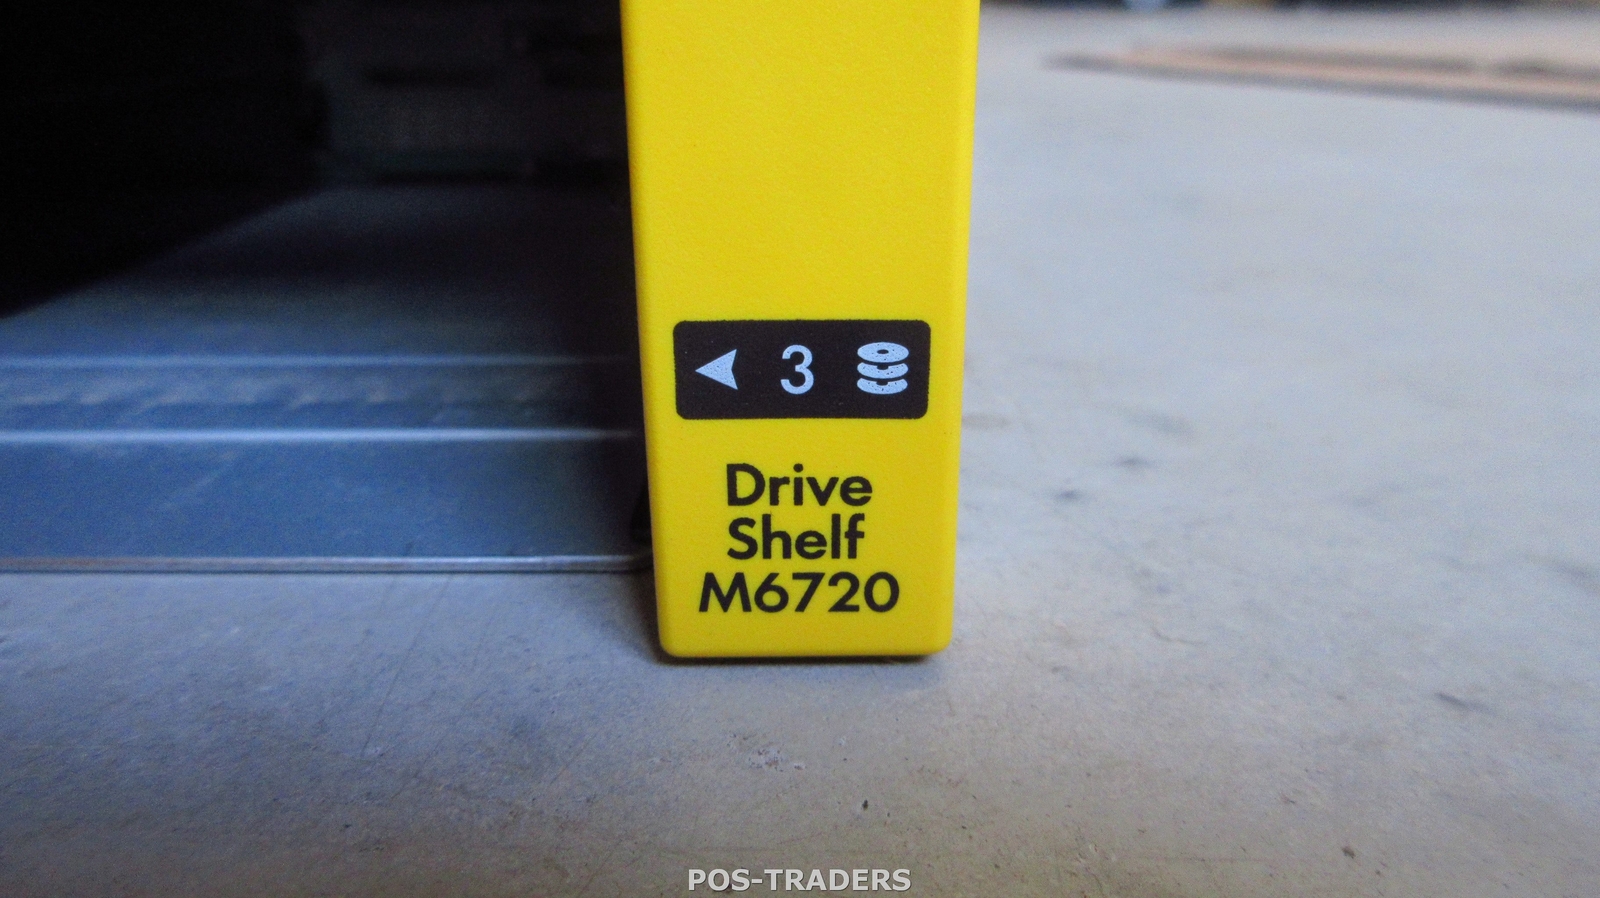 3
Drive
Shelf
M6720
POS-TRADERS